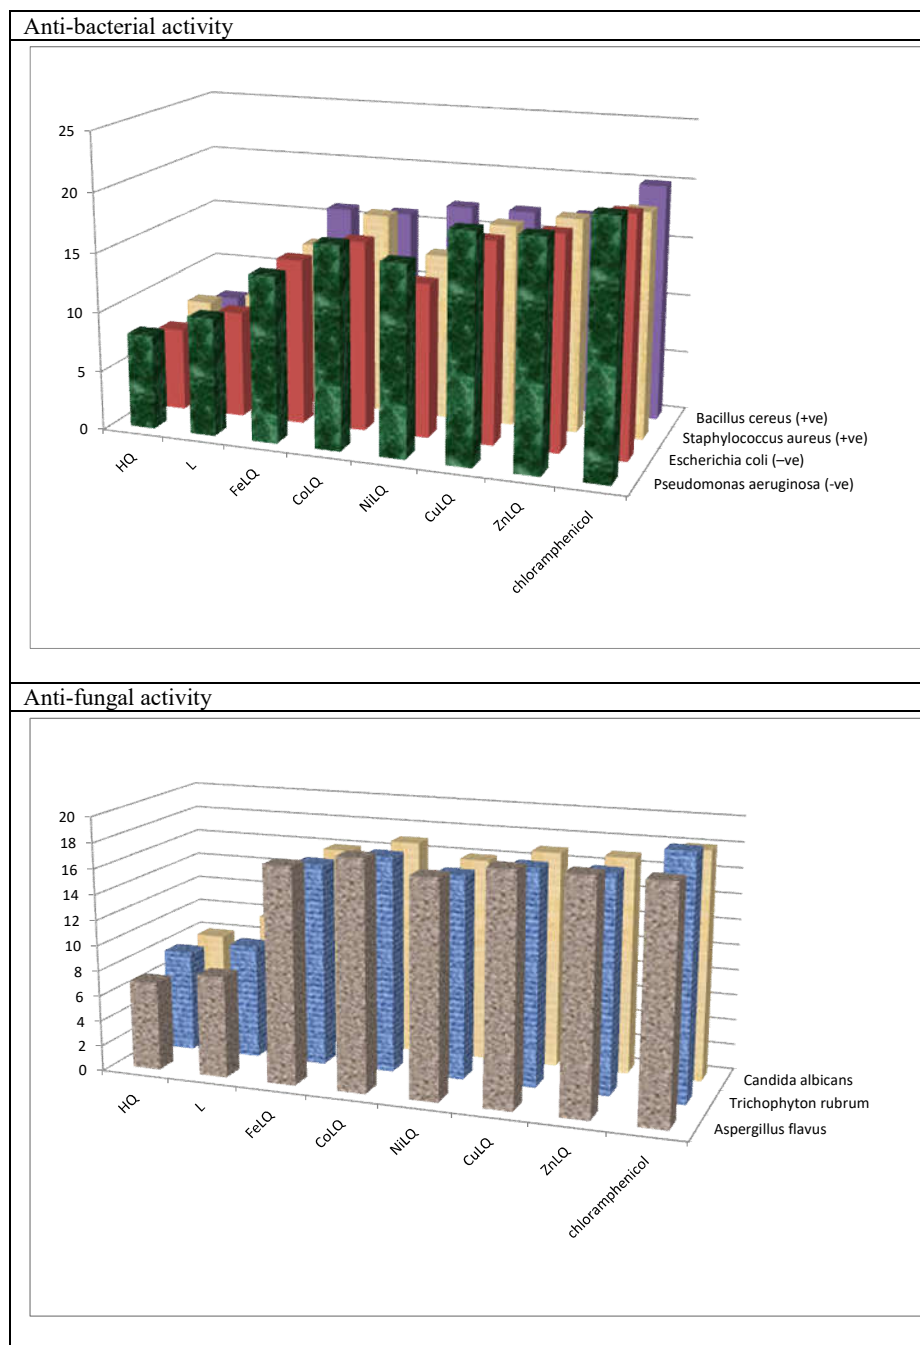 Anti-bacterial activity
25
20
15
10
5
0
HQ
L
FeLQ
CoLQ
NiLQ
CuLQ
ZnLQ
chloramphenicol
Bacillus cereus (+ve)
Staphylococcus aureus (+ve)
Escherichia coli (–ve)
Pseudomonas aeruginosa (-ve)
Anti-fungal activity
20
18
16
14
12
10
8
6
4
2
0
HQ
L
FeLQ
CoLQ
NiLQ
CuLQ
ZnLQ
chloramphenicol
Candida albicans
Trichophyton rubrum
Aspergillus flavus